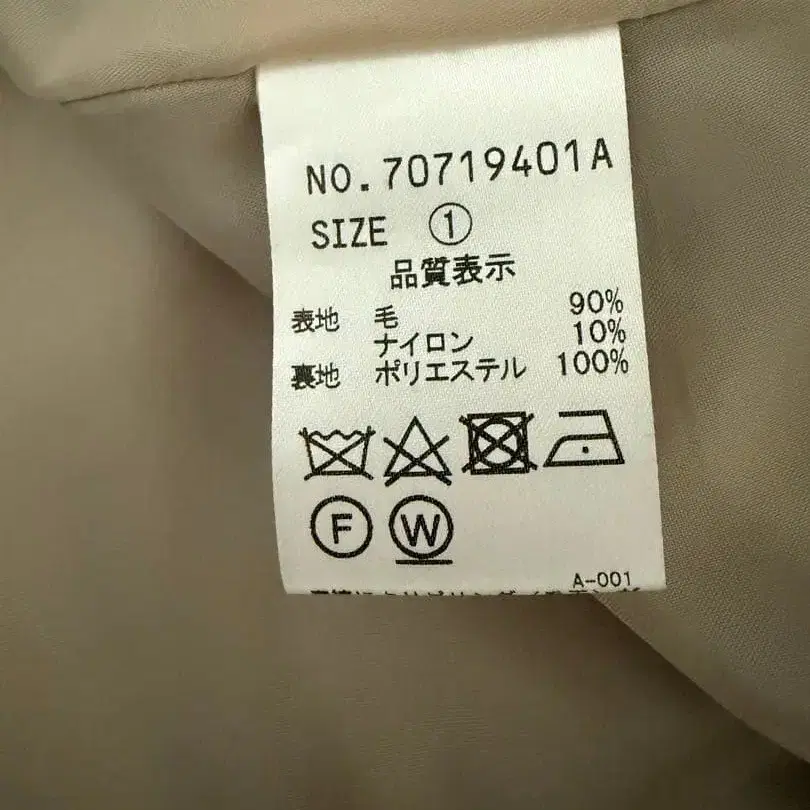 NO.70719401A
SIZE ①
品質表示
表地 毛 90%
ナイロン 10%
裏地 ポリエステル 100%
F W
A-001